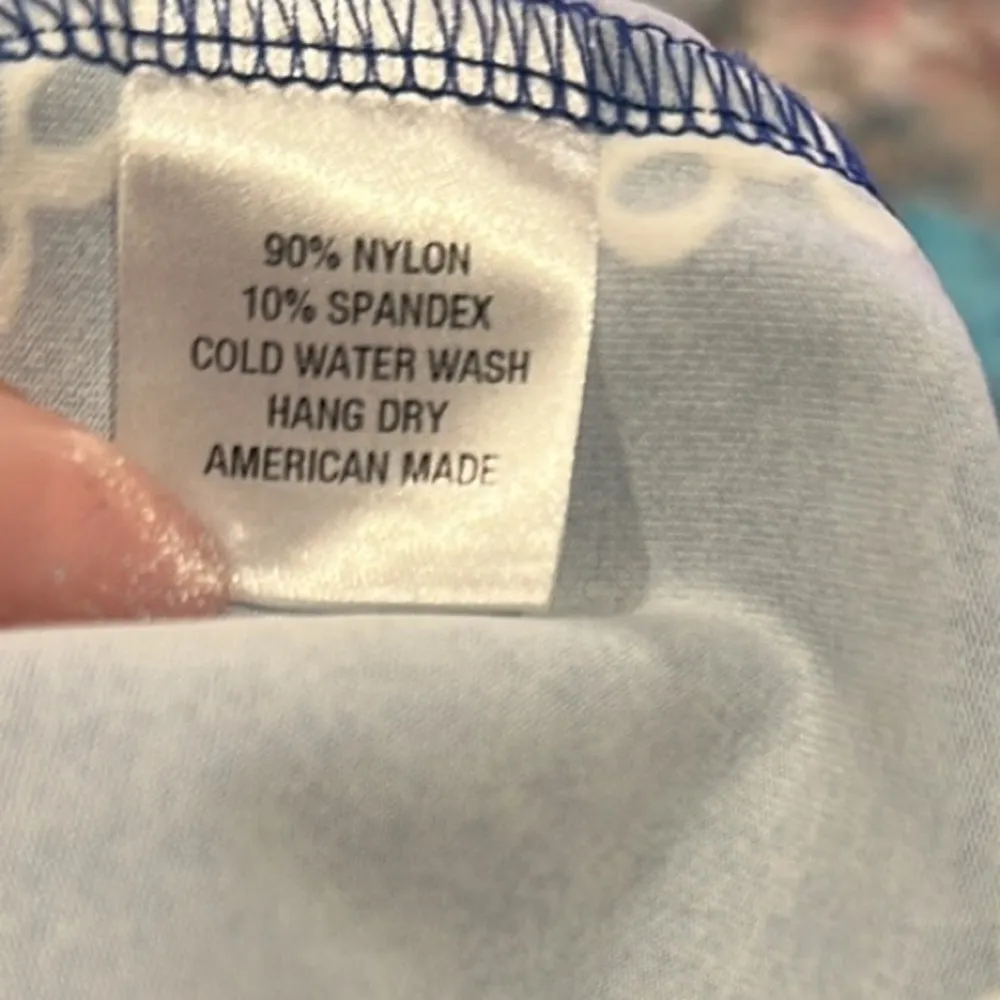 90% NYLON
10% SPANDEX
COLD WATER WASH
HANG DRY
AMERICAN MADE